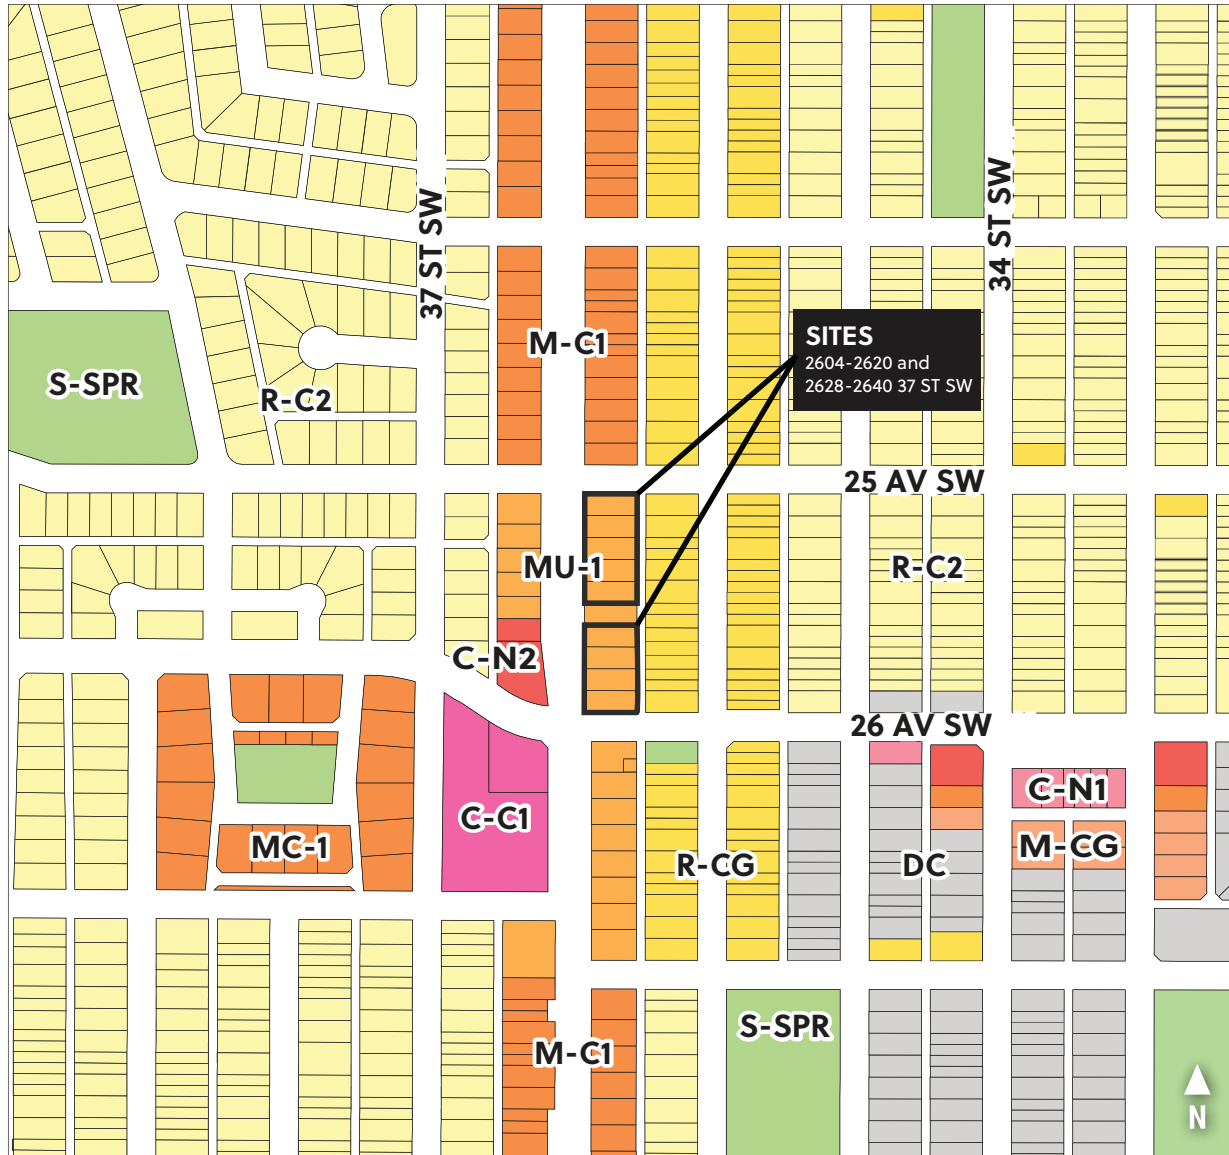 37 ST SW
34 ST SW
M-C1
SITES
2604-2620 and
2628-2640 37 ST SW
S-SPR
R-C2
25 AV SW
MU-1
R-C2
C-N2
26 AV SW
C-N1
C-C1
MC-1
R-CG
DC
M-CG
S-SPR
M-C1
N